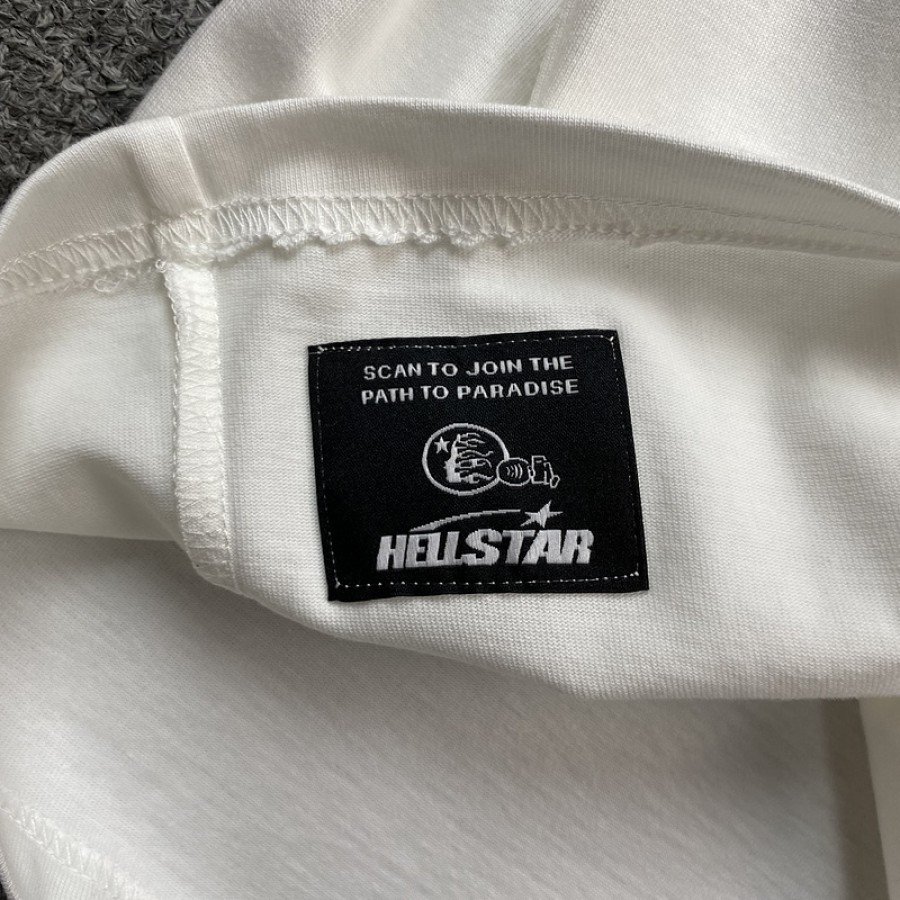 SCAN TO JOIN THE
PATH TO PARADISE
HELLSTAR